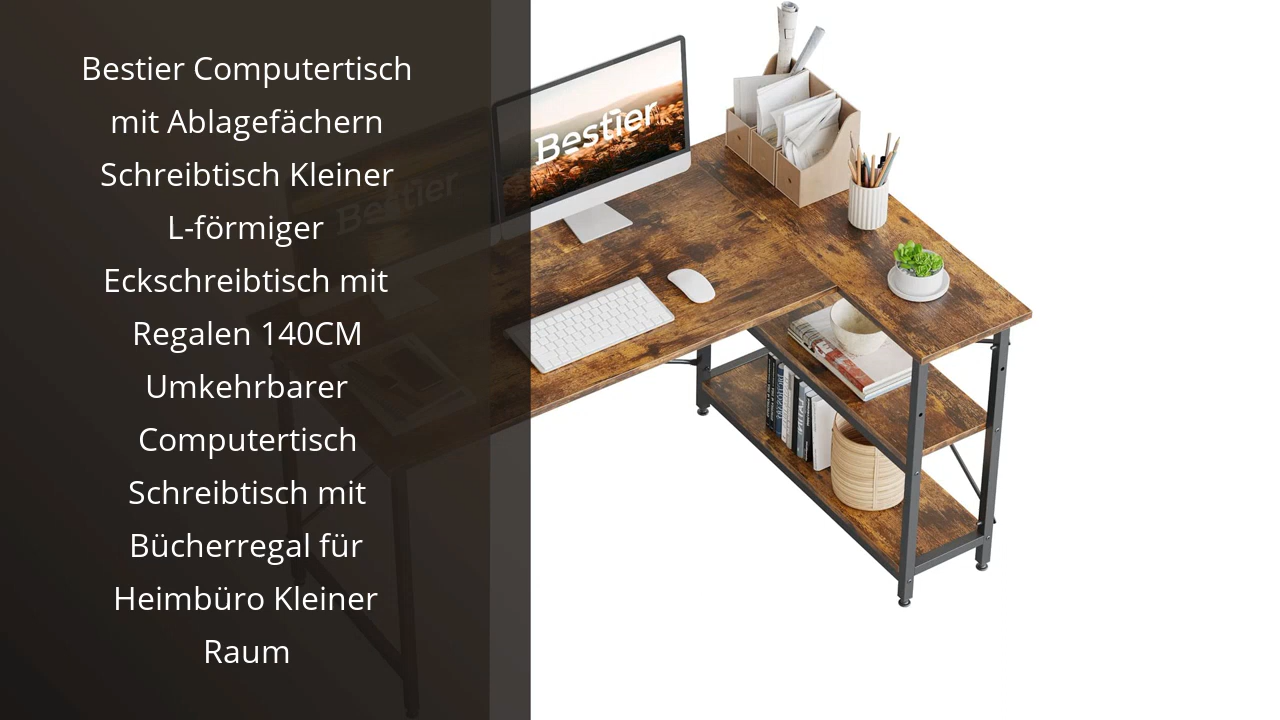 Bestier Computertisch
mit Ablagefächern
Schreibtisch Kleiner
L-förmiger
Eckschreibtisch mit
Regalen 140CM
Umkehrbarer
Computertisch
Schreibtisch mit
Bücherregal für
Heimbüro Kleiner
Raum
Bestier
Bestier